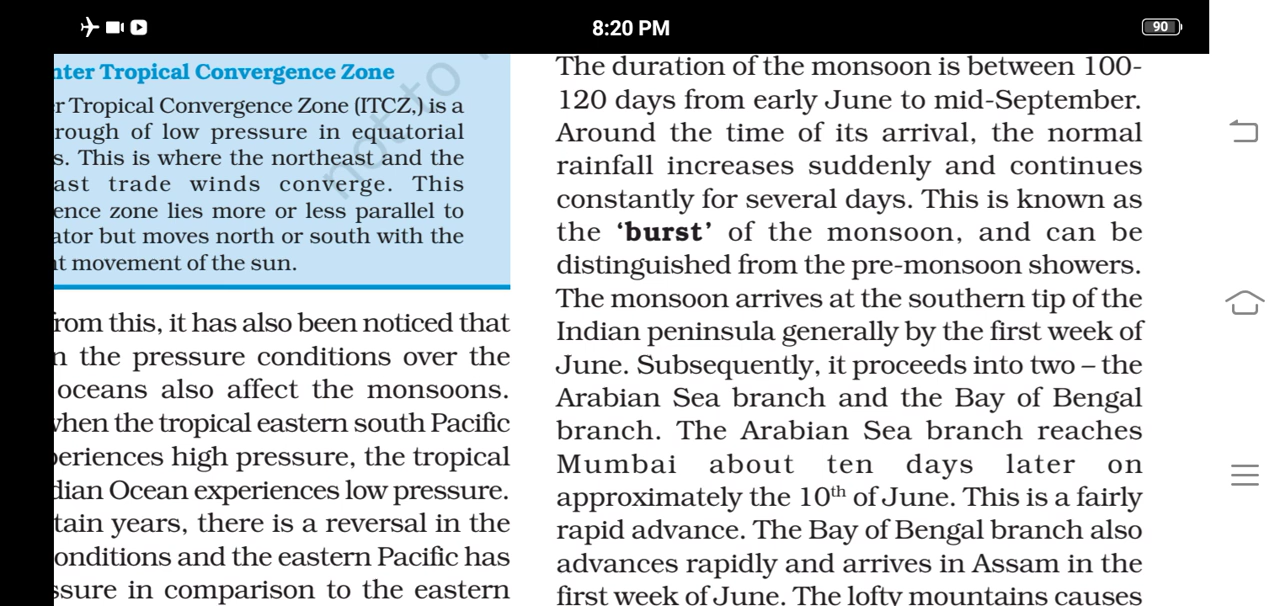 8:20 PM
90
nter Tropical Convergence Zone
r Tropical Convergence Zone (ITCZ,) is a
rough of low pressure in equatorial
s. This is where the northeast and the
ast trade winds converge. This
ence zone lies more or less parallel to
ator but moves north or south with the
nt movement of the sun.
from this, it has also been noticed that
n the pressure conditions over the
oceans also affect the monsoons.
when the tropical eastern south Pacific
periences high pressure, the tropical
dian Ocean experiences low pressure.
tain years, there is a reversal in the
onditions and the eastern Pacific has
ssure in comparison to the eastern
not to
The duration of the monsoon is between 100-
120 days from early June to mid-September.
Around the time of its arrival, the normal
rainfall increases suddenly and continues
constantly for several days. This is known as
the ‘burst’ of the monsoon, and can be
distinguished from the pre-monsoon showers.
The monsoon arrives at the southern tip of the
Indian peninsula generally by the first week of
June. Subsequently, it proceeds into two – the
Arabian Sea branch and the Bay of Bengal
branch. The Arabian Sea branch reaches
Mumbai about ten days later on
approximately the 10th of June. This is a fairly
rapid advance. The Bay of Bengal branch also
advances rapidly and arrives in Assam in the
first week of June. The lofty mountains causes